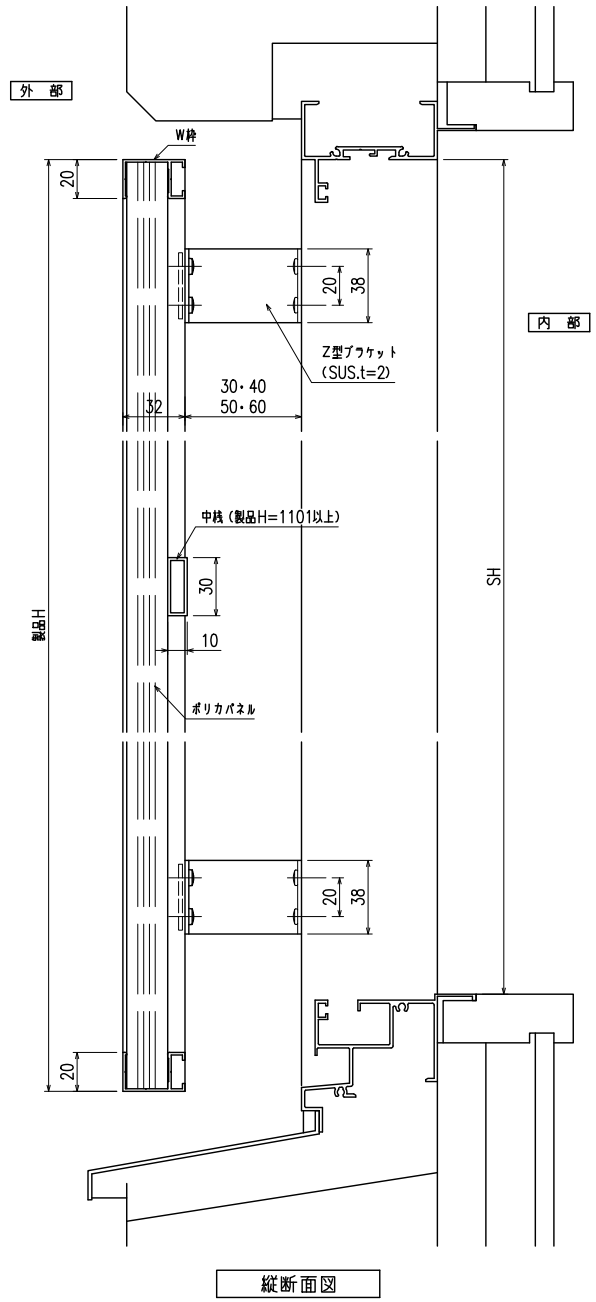 外 部
W枠
20
20
38
内 部
Z型ブラケット
(SUS.t=2)
30・40
32
50・60
中桟(製品H=1101以上)
30
SH
製品H
10
ポリカパネル
20
38
20
縦断面図